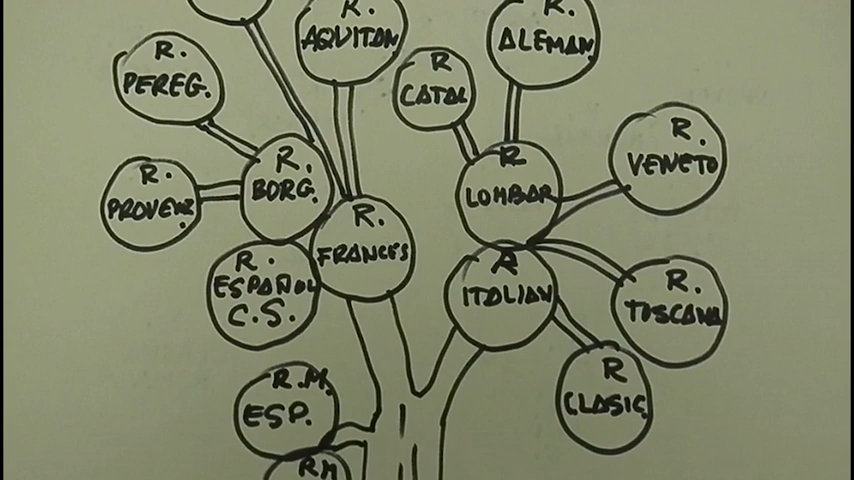 R.
AQUITAN
R.
ALEMAN
R.
PEREG.
R
CATAL
R.
PROVENZ.
R.
BORG.
R
LOMBAR
R.
VENETO
R.
FRANCES
R.
ESPAÑOL
C.S.
R
ITALIAN
R.
TOSCANA
R
CLASIC.
R.M.
ESP.
RM